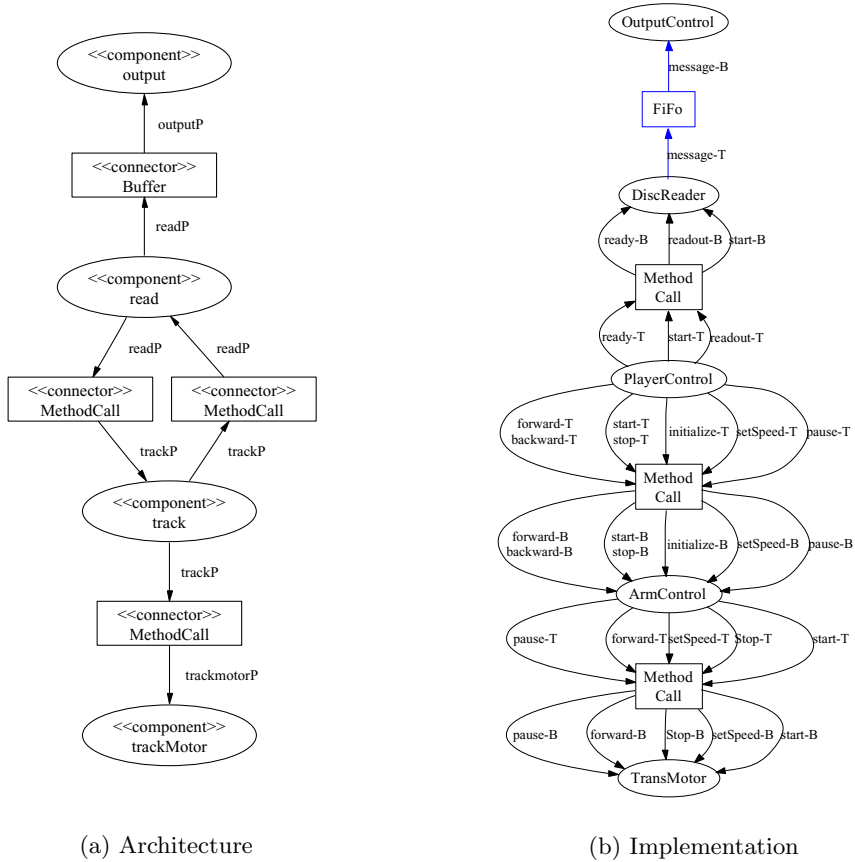 <<component>>
output
outputP
<<connector>>
Buffer
readP
<<component>>
read
readP
readP
<<connector>>
MethodCall
<<connector>>
MethodCall
trackP
trackP
<<component>>
track
trackP
<<connector>>
MethodCall
trackmotorP
<<component>>
trackMotor
(a) Architecture
OutputControl
message-B
FiFo
message-T
DiscReader
ready-B
readout-B
start-B
Method
Call
ready-T
start-T
readout-T
PlayerControl
forward-T
backward-T
start-T
stop-T
initialize-T
setSpeed-T
pause-T
Method
Call
forward-B
backward-B
start-B
stop-B
initialize-B
setSpeed-B
pause-B
ArmControl
pause-T
forward-T
setSpeed-T
Stop-T
start-T
Method
Call
pause-B
forward-B
Stop-B
setSpeed-B
start-B
TransMotor
(b) Implementation